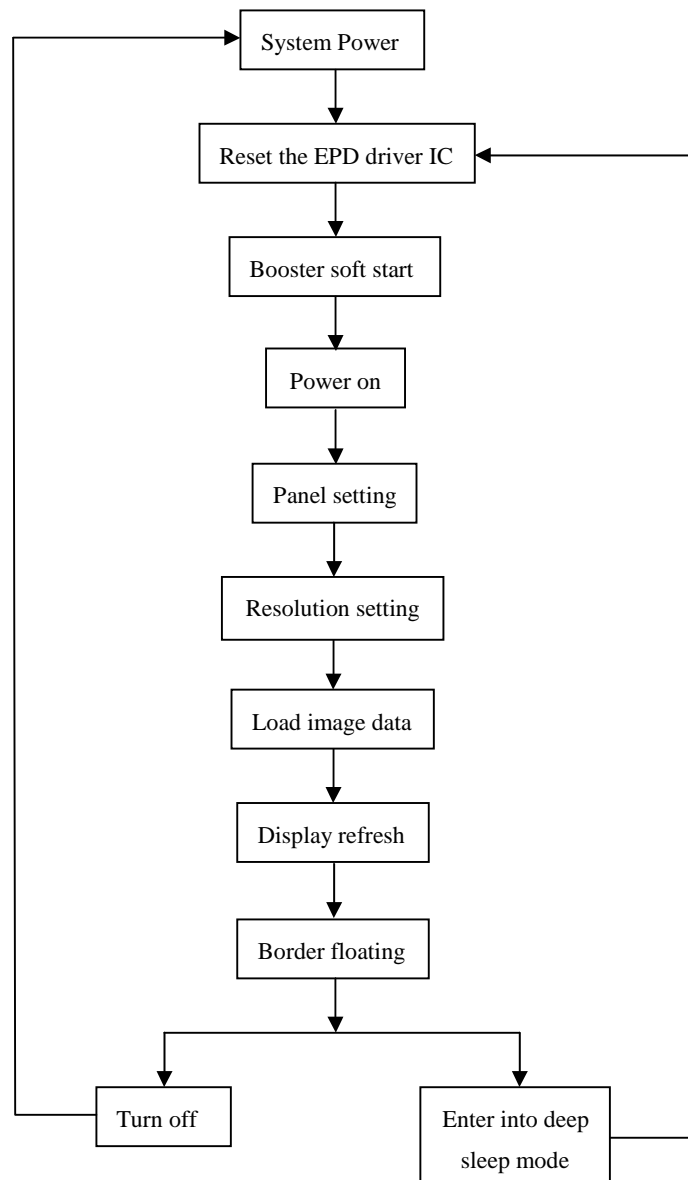 System Power
Reset the EPD driver IC
Booster soft start
Power on
Panel setting
Resolution setting
Load image data
Display refresh
Border floating
Turn off
Enter into deep
sleep mode